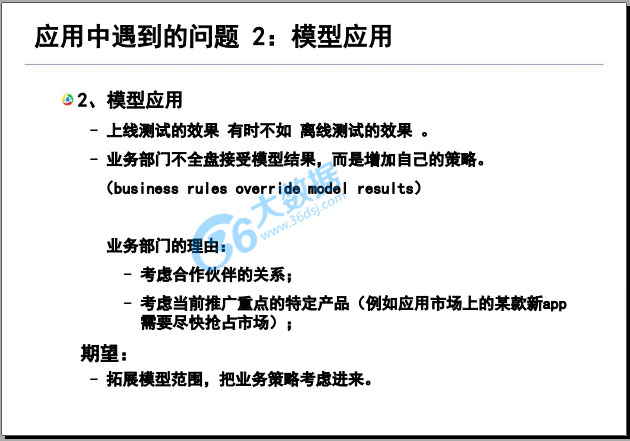 应用中遇到的问题 2：模型应用
2、模型应用
- 上线测试的效果 有时不如 离线测试的效果 。
- 业务部门不全盘接受模型结果，而是增加自己的策略。
（business rules override model results）
36大数据
www.36dsj.com
业务部门的理由：
- 考虑合作伙伴的关系；
- 考虑当前推广重点的特定产品（例如应用市场上的某款新app
需要尽快抢占市场）；
期望：
- 拓展模型范围，把业务策略考虑进来。